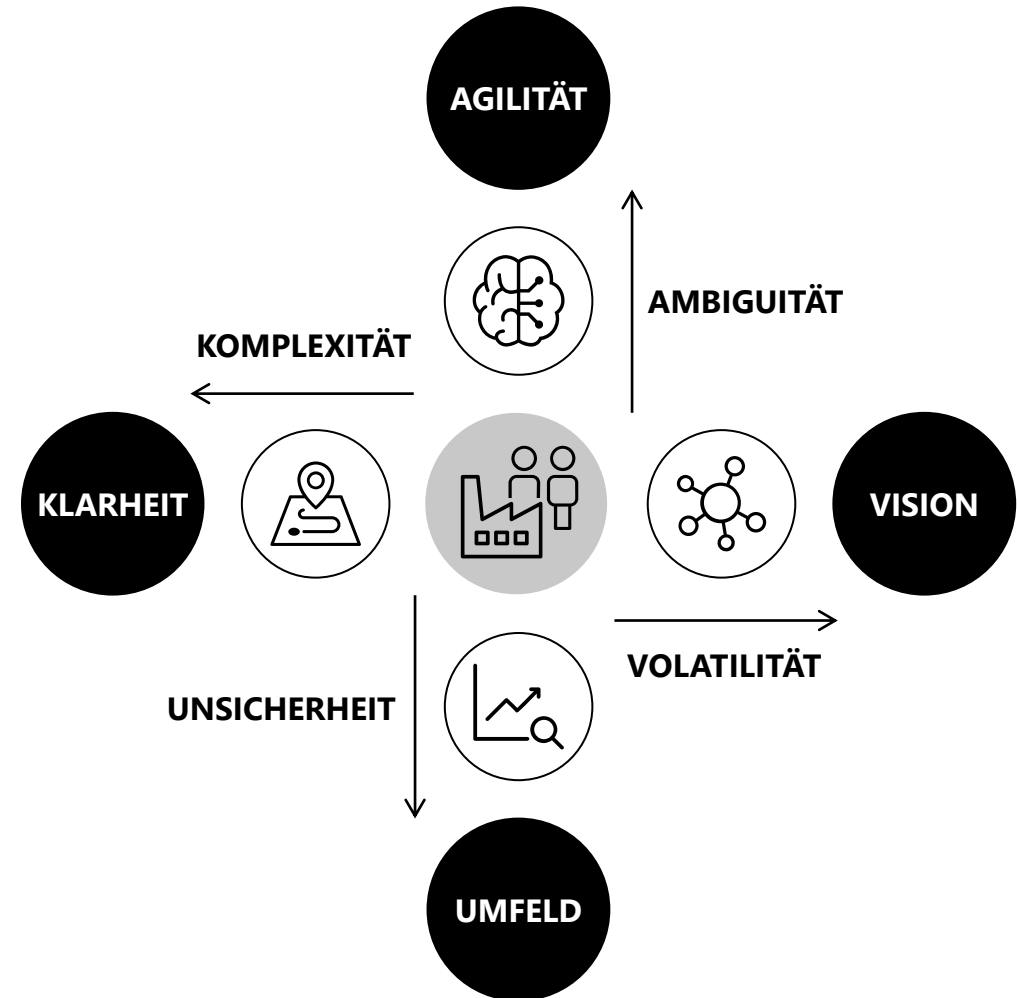 AGILITÄT
AMBIGUITÄT
KOMPLEXITÄT
KLARHEIT
VISION
VOLATILITÄT
UNSICHERHEIT
UMFELD